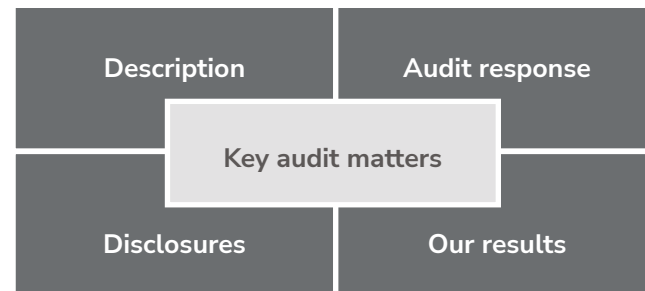 Description
Audit response
Key audit matters
Disclosures
Our results